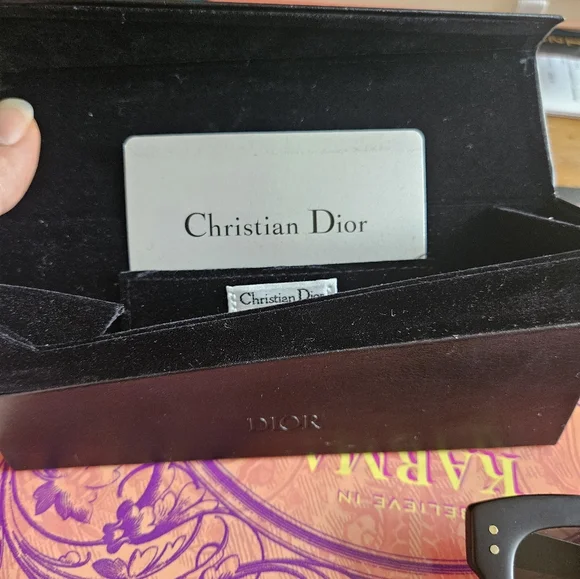 Christian Dior
Christian Dior
DIOR
KARMA
BELIEVE IN